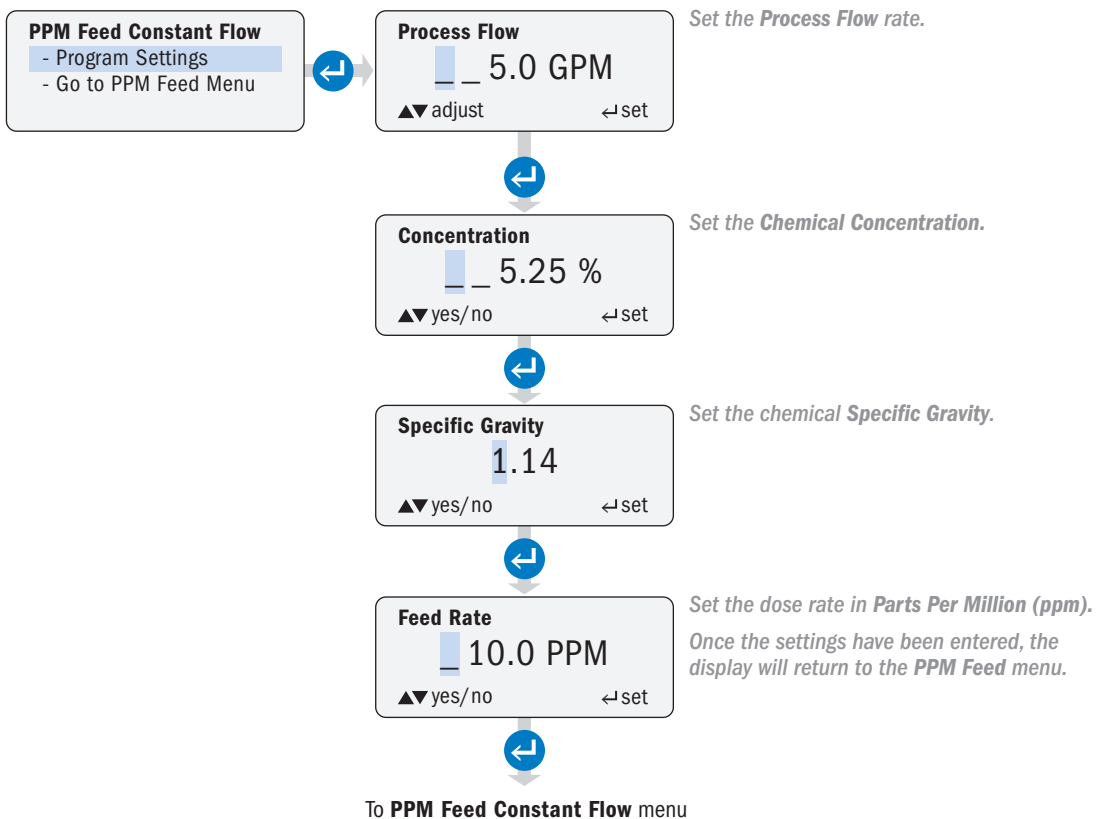 PPM Feed Constant Flow
- Program Settings
- Go to PPM Feed Menu
Process Flow
_ _ 5.0 GPM
▲▼ adjust ↵ set
Set the Process Flow rate.
Concentration
_ _ 5.25 %
▲▼ yes/no ↵ set
Set the Chemical Concentration.
Specific Gravity
1.14
▲▼ yes/no ↵ set
Set the chemical Specific Gravity.
Feed Rate
_ 10.0 PPM
▲▼ yes/no ↵ set
Set the dose rate in Parts Per Million (ppm).
Once the settings have been entered, the
display will return to the PPM Feed menu.
To PPM Feed Constant Flow menu